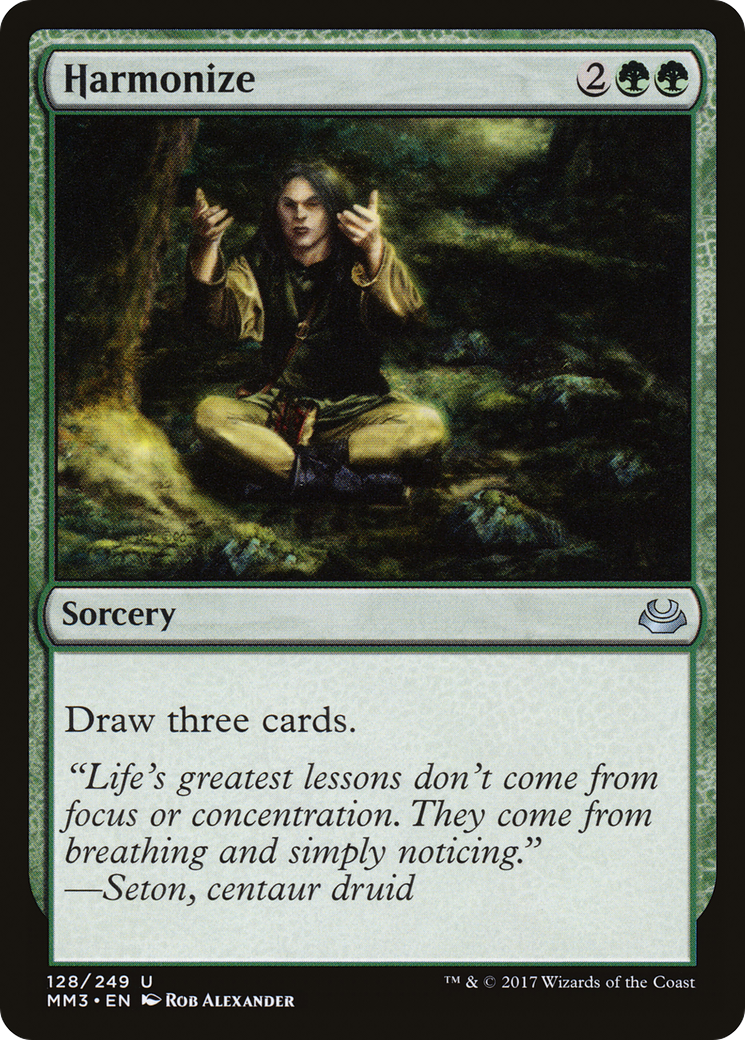 Harmonize 2
Sorcery
Draw three cards.
“Life’s greatest lessons don’t come from
focus or concentration. They come from
breathing and simply noticing.”
—Seton, centaur druid
128/249 U
™ & © 2017 Wizards of the Coast
MM3 • EN Rob Alexander